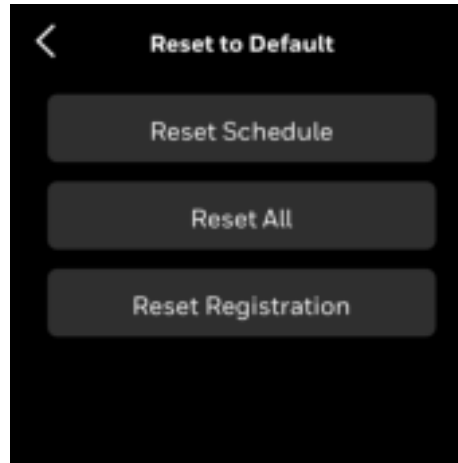 Reset to Default
Reset Schedule
Reset All
Reset Registration